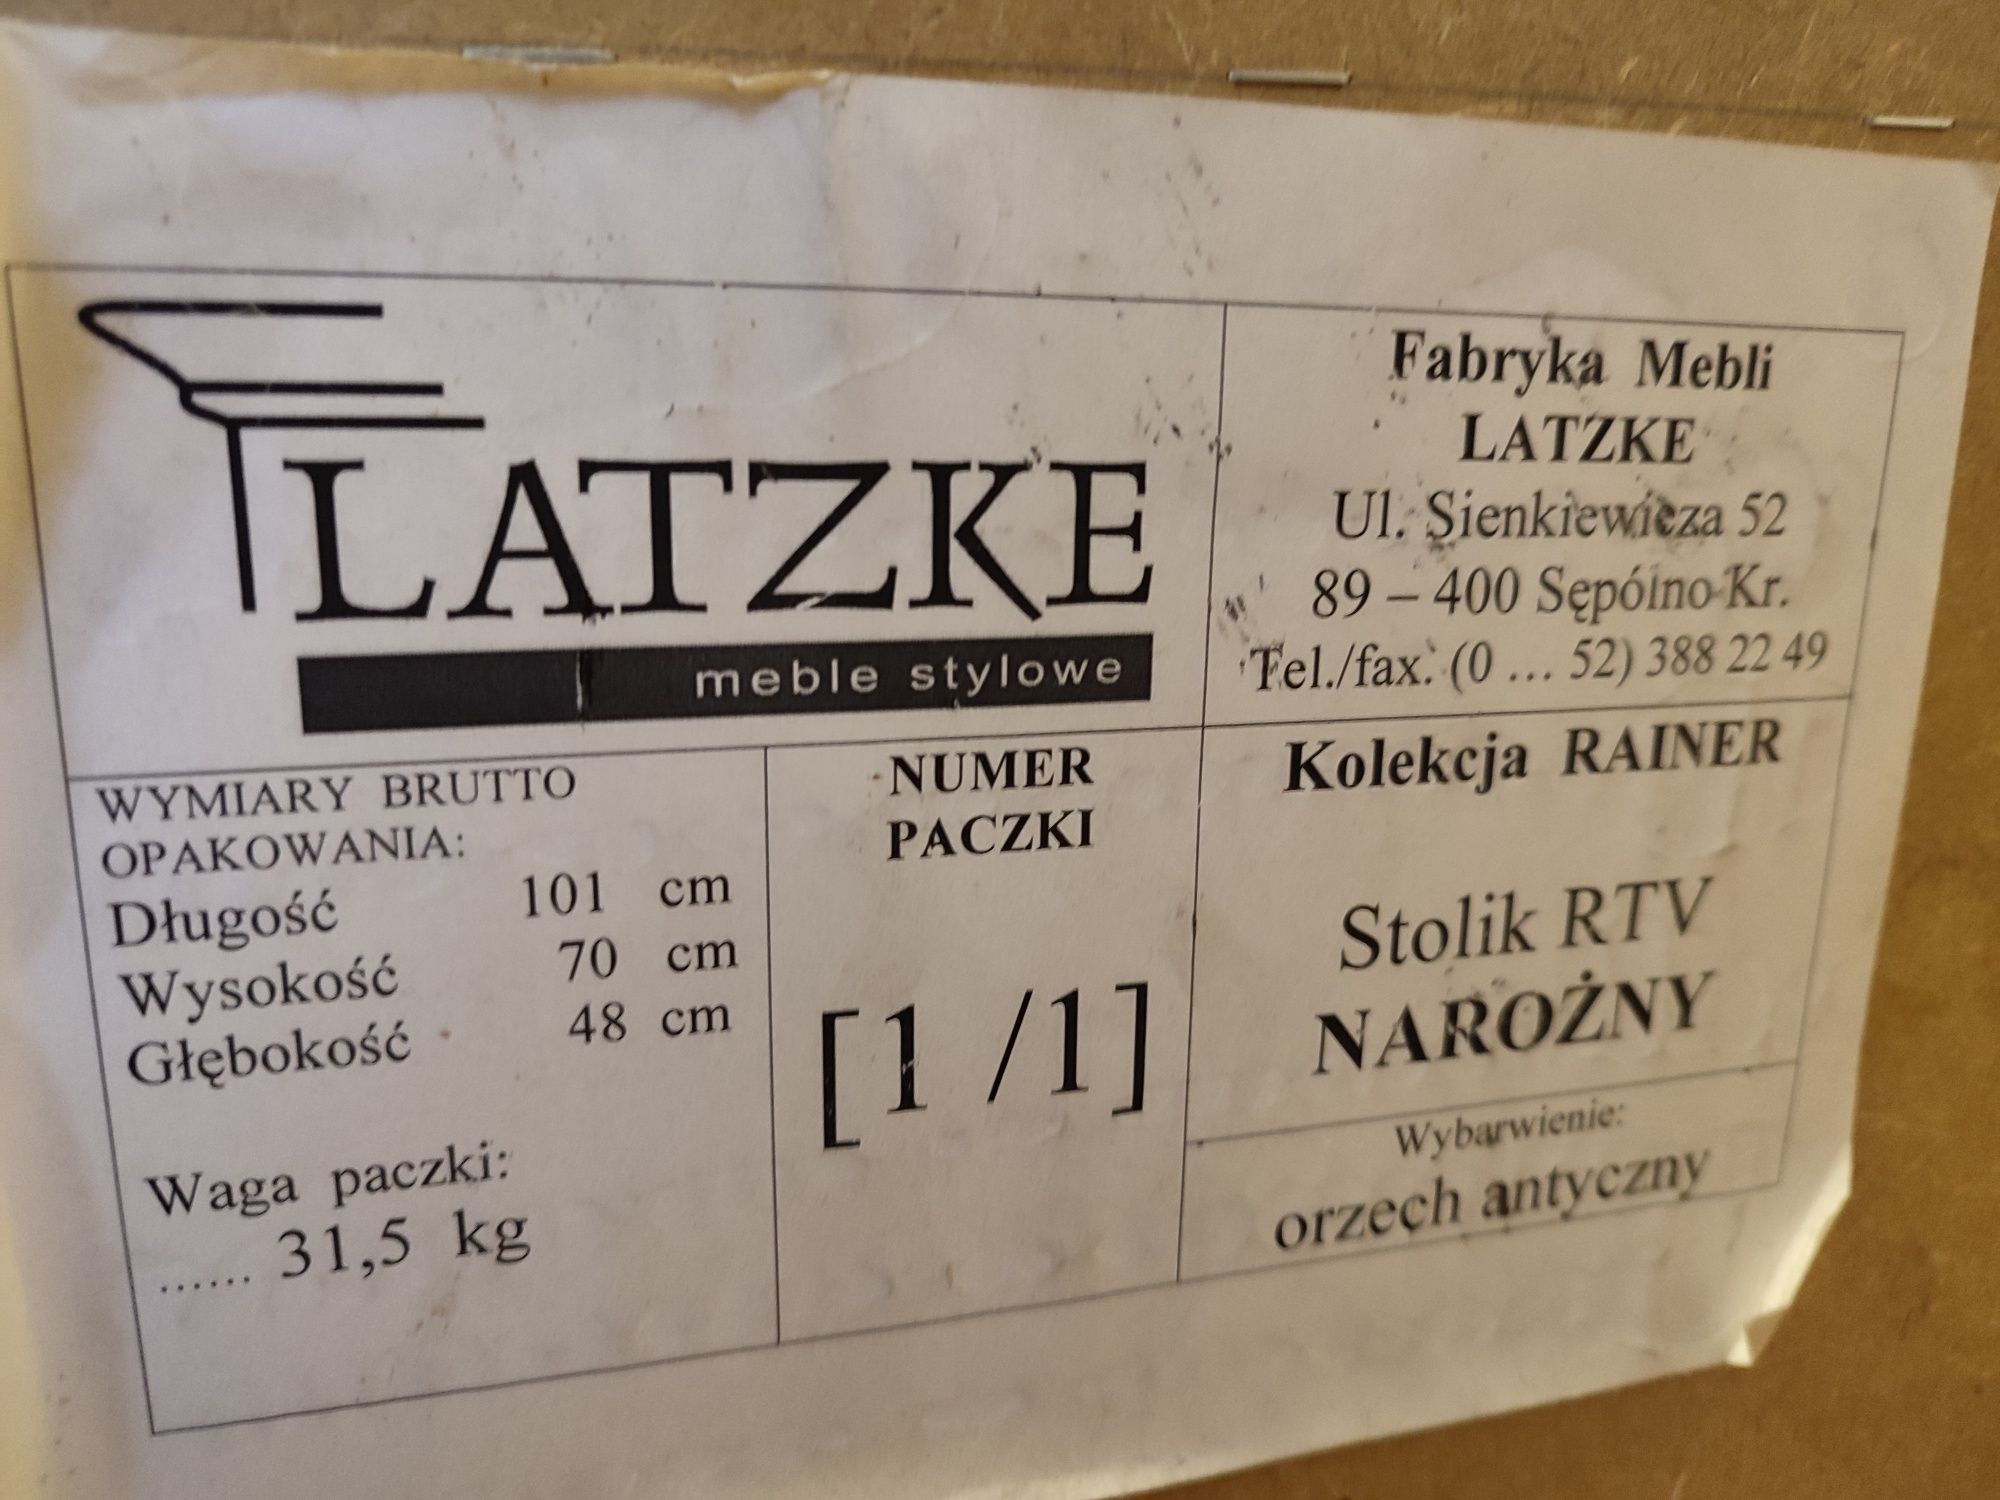 LATZKE
meble stylowe
Fabryka Mebli
LATZKE
Ul. Sienkiewicza 52
89 – 400 Sępólno Kr.
Tel./fax. (0 ... 52) 388 22 49
WYMIARY BRUTTO
OPAKOWANIA:
Długość 101 cm
Wysokość 70 cm
Głębokość 48 cm
Waga paczki:
...... 31,5 kg
NUMER
PACZKI
[1 /1]
Kolekcja RAINER
Stolik RTV
NAROŻNY
Wybarwienie:
orzech antyczny